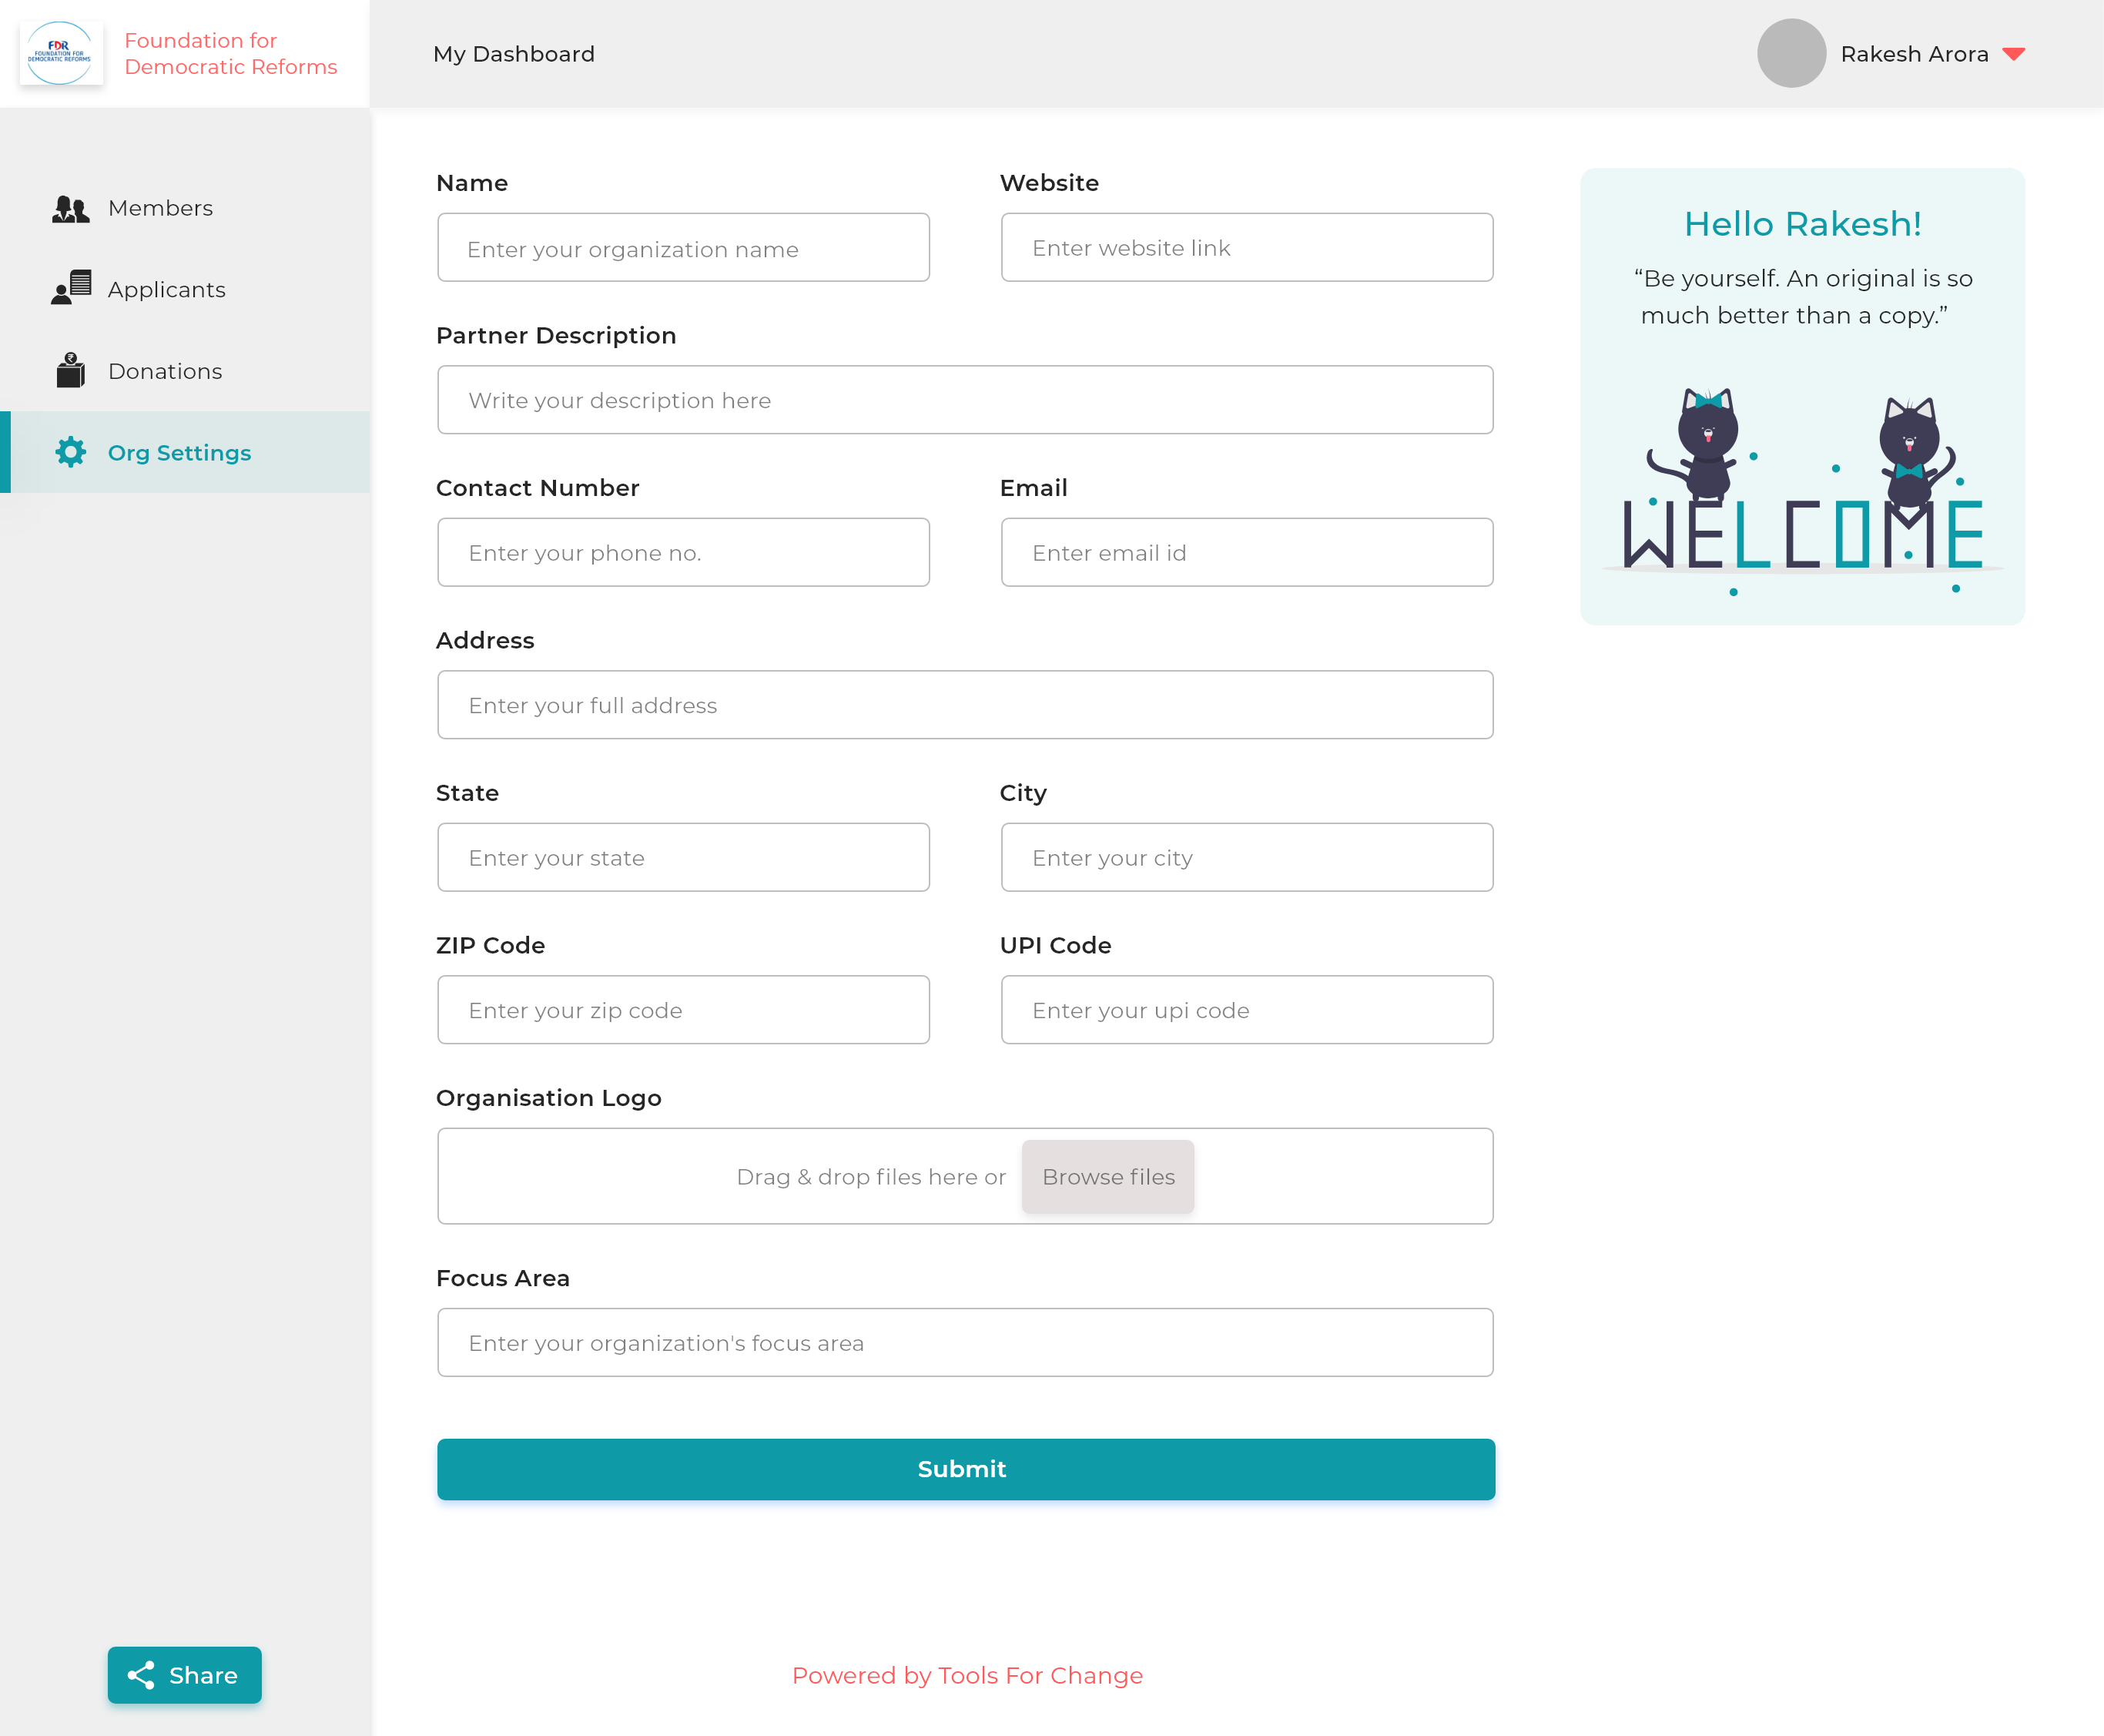 FDR
FOUNDATION FOR
DEMOCRATIC REFORMS
Foundation for
Democratic Reforms
My Dashboard
Rakesh Arora
Members
Applicants
Donations
Org Settings
Share
Name
Website
Enter your organization name
Enter website link
Partner Description
Write your description here
Contact Number
Email
Enter your phone no.
Enter email id
Address
Enter your full address
State
City
Enter your state
Enter your city
ZIP Code
UPI Code
Enter your zip code
Enter your upi code
Organisation Logo
Drag & drop files here or
Browse files
Focus Area
Enter your organization's focus area
Submit
Hello Rakesh!
“Be yourself. An original is so
much better than a copy.”
WELCOME
Powered by Tools For Change